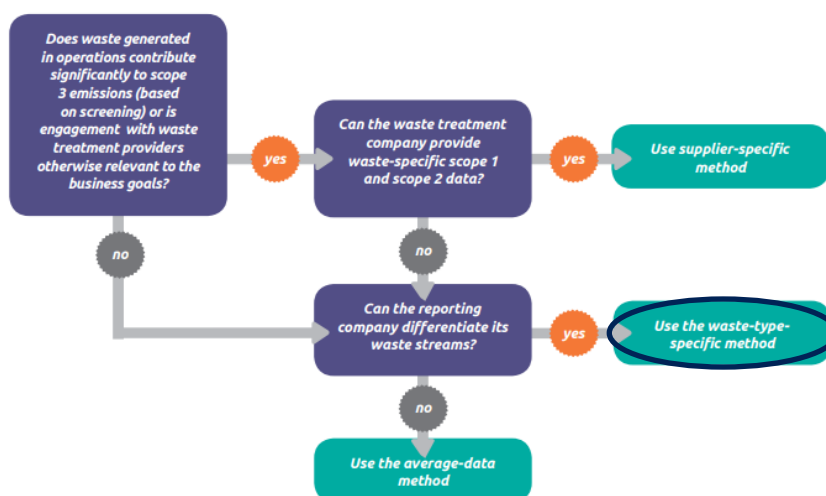 Does waste generated
in operations contribute
significantly to scope
3 emissions (based
on screening) or is
engagement with waste
treatment providers
otherwise relevant to the
business goals?
yes
Can the waste treatment
company provide
waste-specific scope 1
and scope 2 data?
yes
Use supplier-specific
method
no
no
Can the reporting
company differentiate its
waste streams?
yes
Use the waste-type-
specific method
no
Use the average-data
method